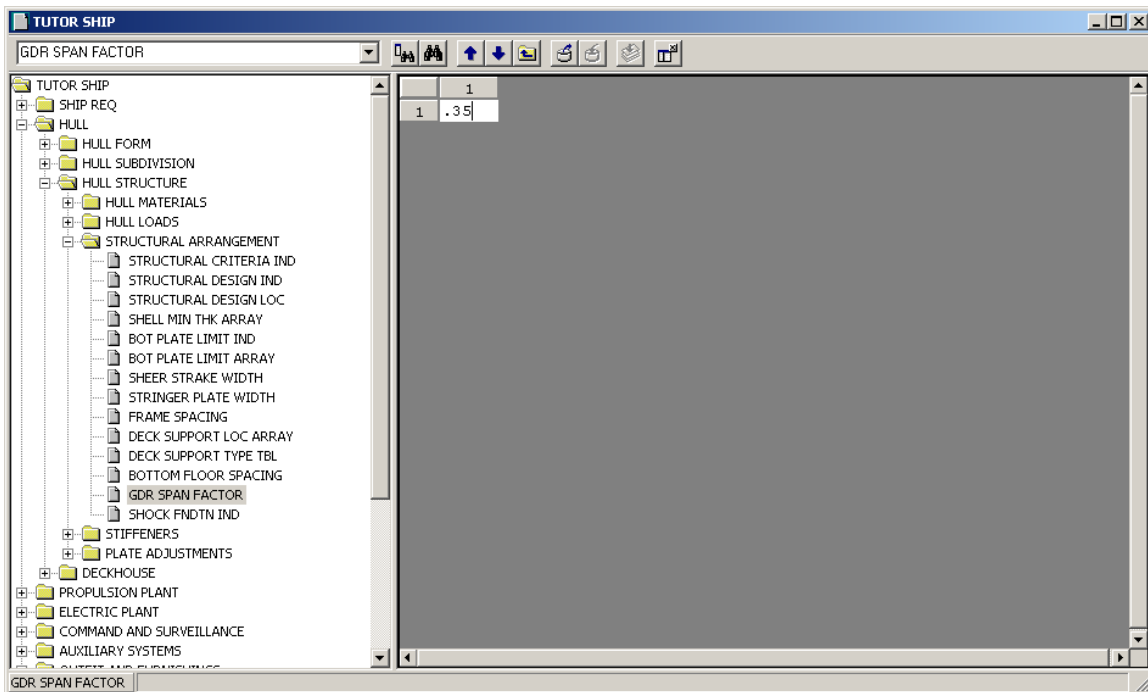 TUTOR SHIP
GDR SPAN FACTOR
TUTOR SHIP
SHIP REQ
HULL
HULL FORM
HULL SUBDIVISION
HULL STRUCTURE
HULL MATERIALS
HULL LOADS
STRUCTURAL ARRANGEMENT
STRUCTURAL CRITERIA IND
STRUCTURAL DESIGN IND
STRUCTURAL DESIGN LOC
SHELL MIN THK ARRAY
BOT PLATE LIMIT IND
BOT PLATE LIMIT ARRAY
SHEER STRAKE WIDTH
STRINGER PLATE WIDTH
FRAME SPACING
DECK SUPPORT LOC ARRAY
DECK SUPPORT TYPE TBL
BOTTOM FLOOR SPACING
GDR SPAN FACTOR
SHOCK FNDTN IND
STIFFENERS
PLATE ADJUSTMENTS
DECKHOUSE
PROPULSION PLANT
ELECTRIC PLANT
COMMAND AND SURVEILLANCE
AUXILIARY SYSTEMS
OUTFIT AND FURNISHINGS
1
1 .35
GDR SPAN FACTOR